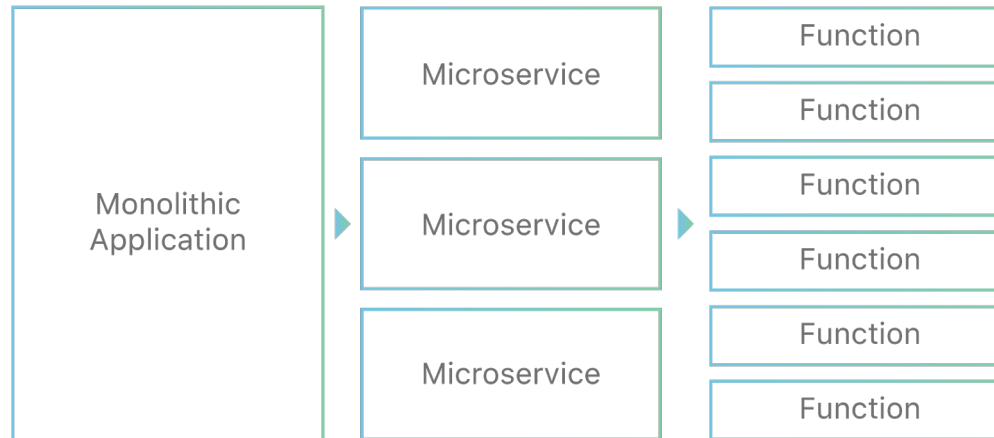 Monolithic
Application
Microservice
Microservice
Microservice
Function
Function
Function
Function
Function
Function